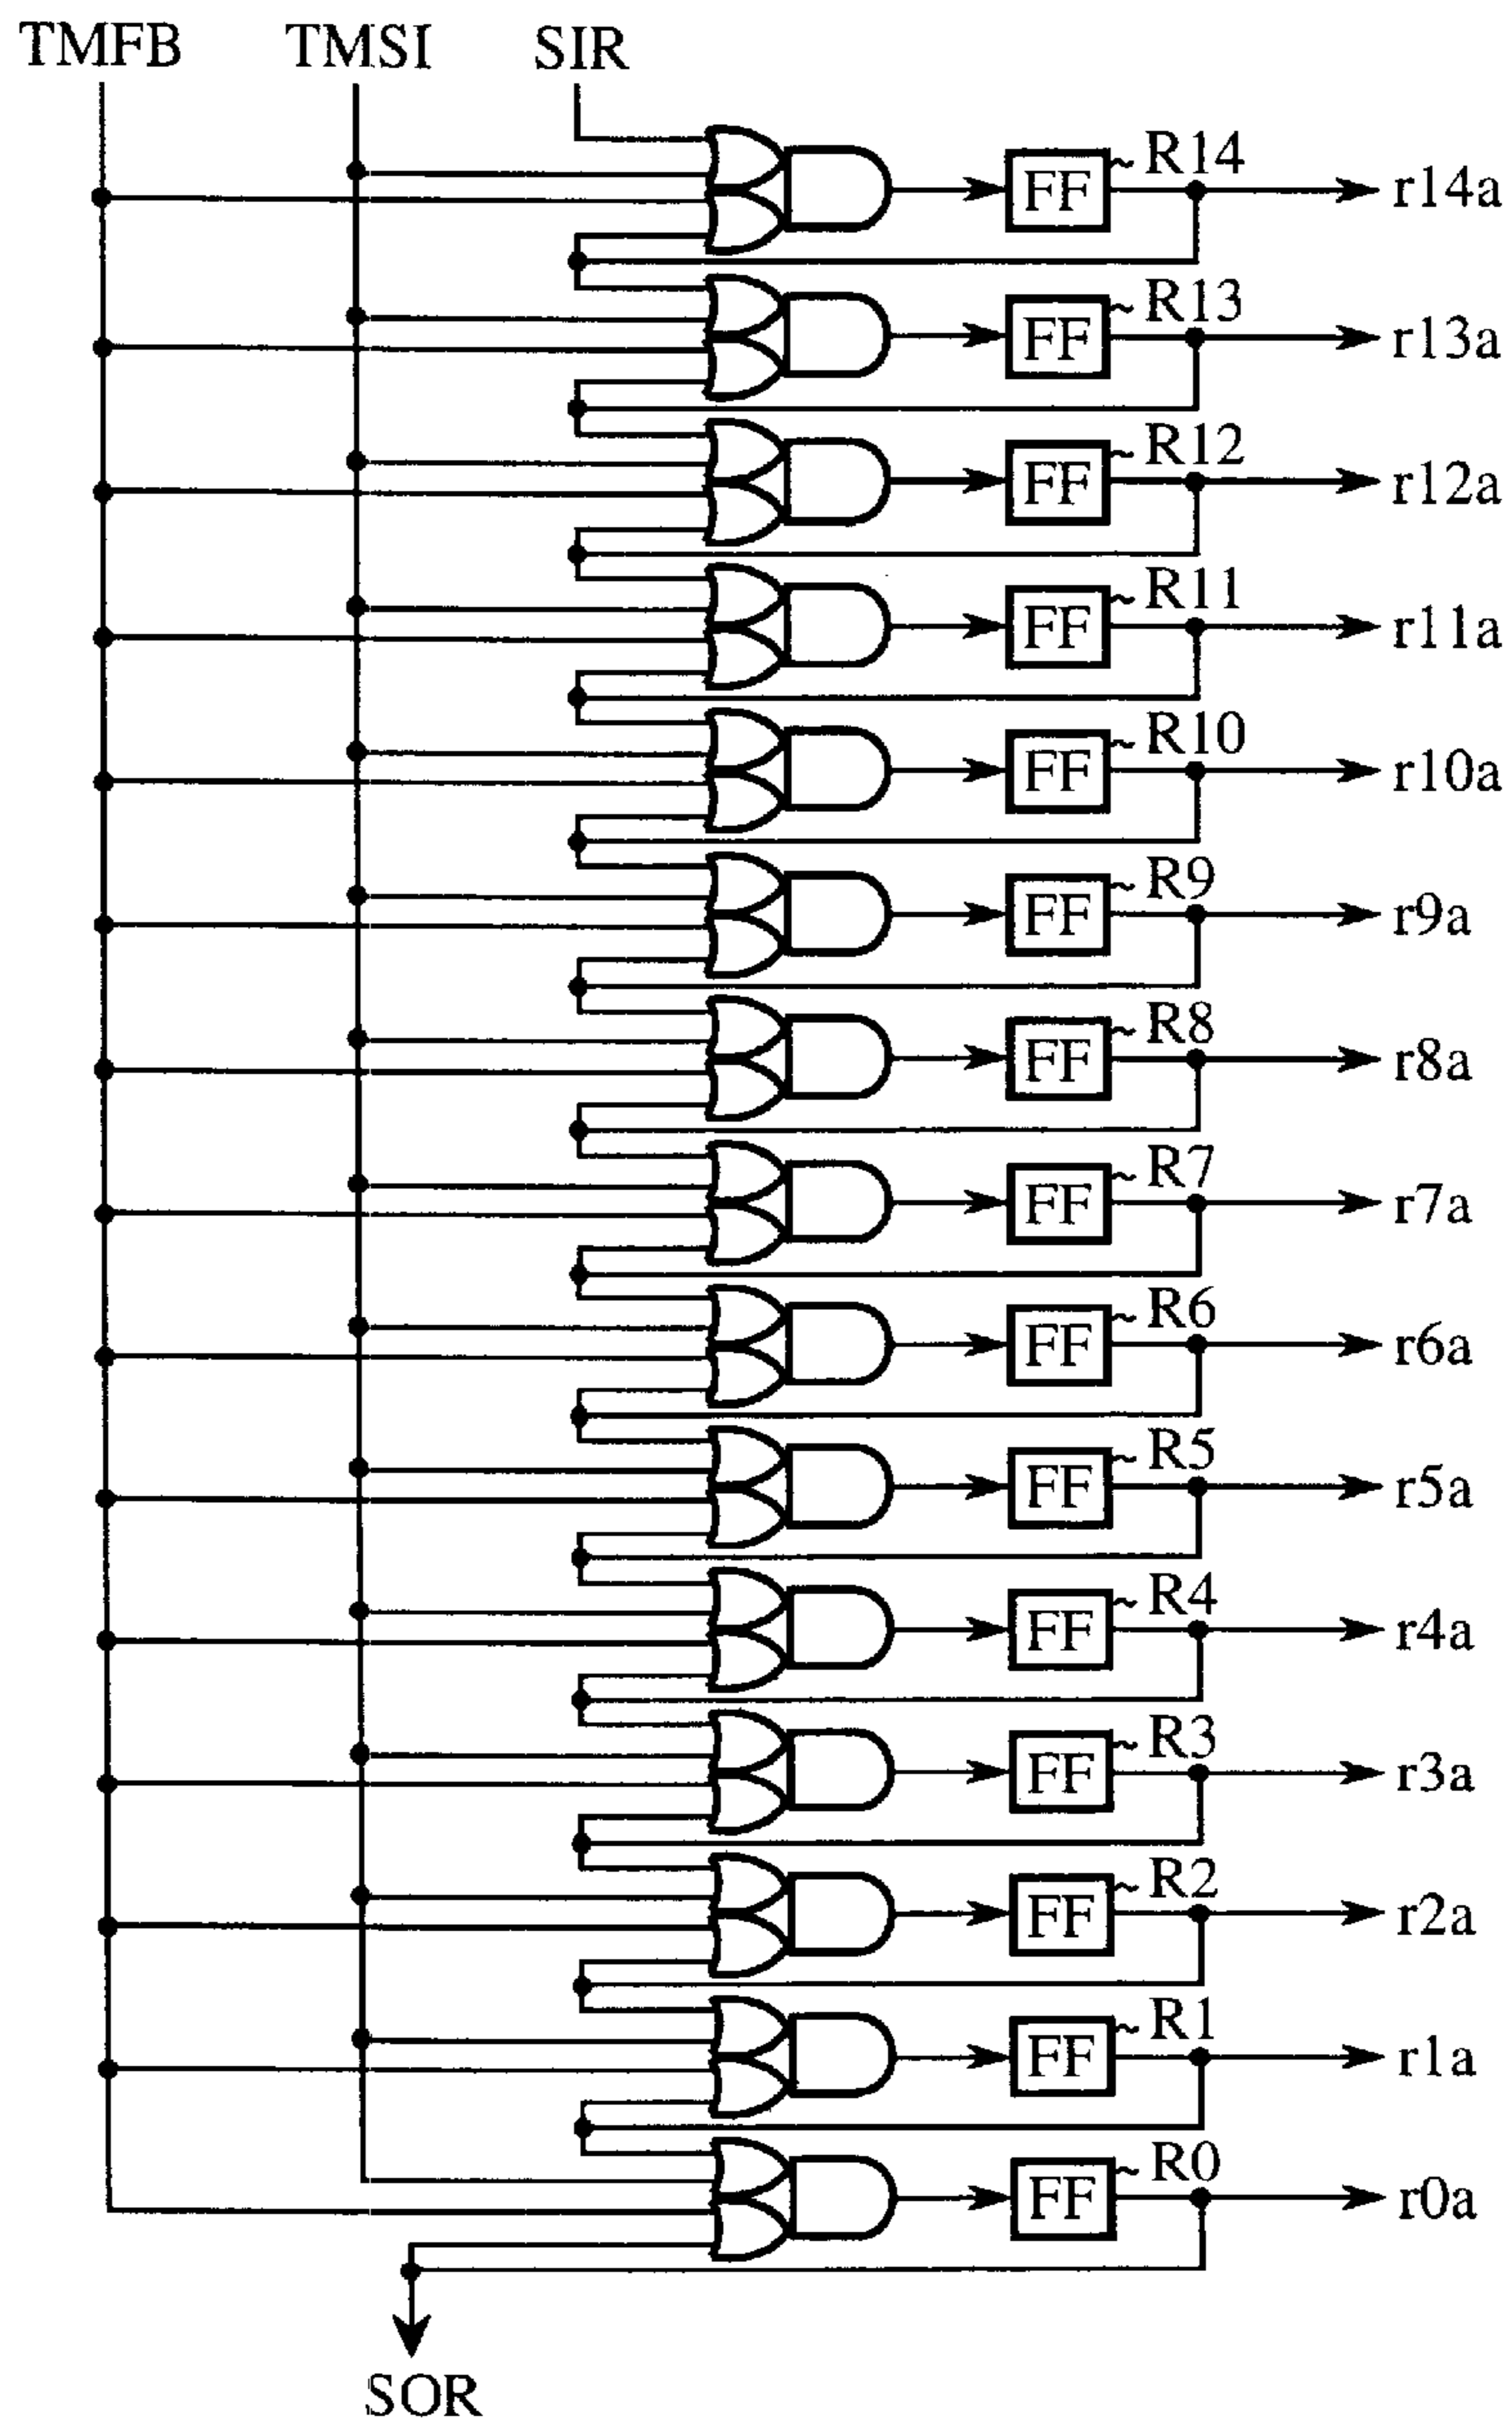 TMFB TMSI SIR
R14
FF r14a
R13
FF r13a
R12
FF r12a
R11
FF r11a
R10
FF r10a
R9
FF r9a
R8
FF r8a
R7
FF r7a
R6
FF r6a
R5
FF r5a
R4
FF r4a
R3
FF r3a
R2
FF r2a
R1
FF r1a
R0
FF r0a
SOR